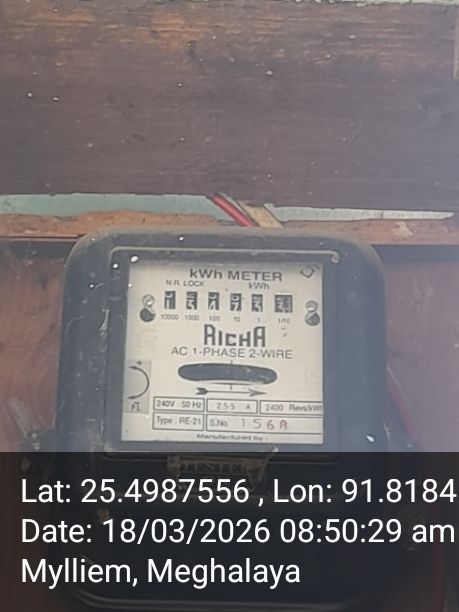 kWh METER
N.R. LOCK kWh
10000 1000 100 10 1 1/10
RICHA
AC 1-PHASE 2-WIRE
240V 50 Hz 2.5-5 A 2400 Revs/kWh
Type: RE-21 S.No. 1568
Manufactured by:
Lat: 25.4987556 , Lon: 91.8184
Date: 18/03/2026 08:50:29 am
Mylliem, Meghalaya